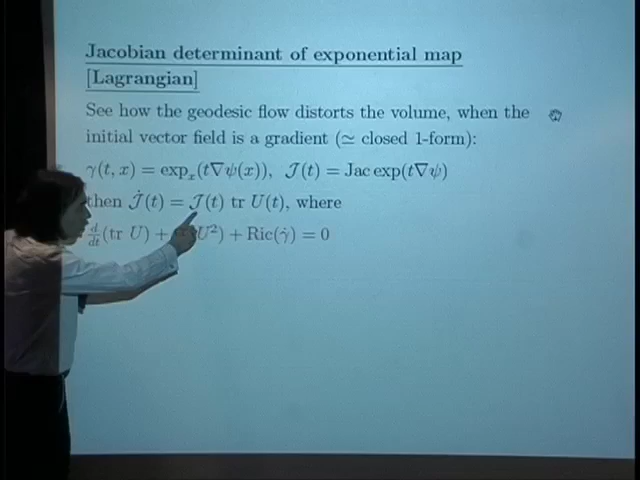 Jacobian determinant of exponential map
[Lagrangian]
See how the geodesic flow distorts the volume, when the
initial vector field is a gradient (≃ closed 1-form):
γ(t, x) = exp_x(t∇ψ(x)), 𝒥(t) = Jac exp(t∇ψ)
then 𝒥̇(t) = 𝒥(t) tr U(t), where
d/dt (tr U) + U²) + Ric(γ̇) = 0